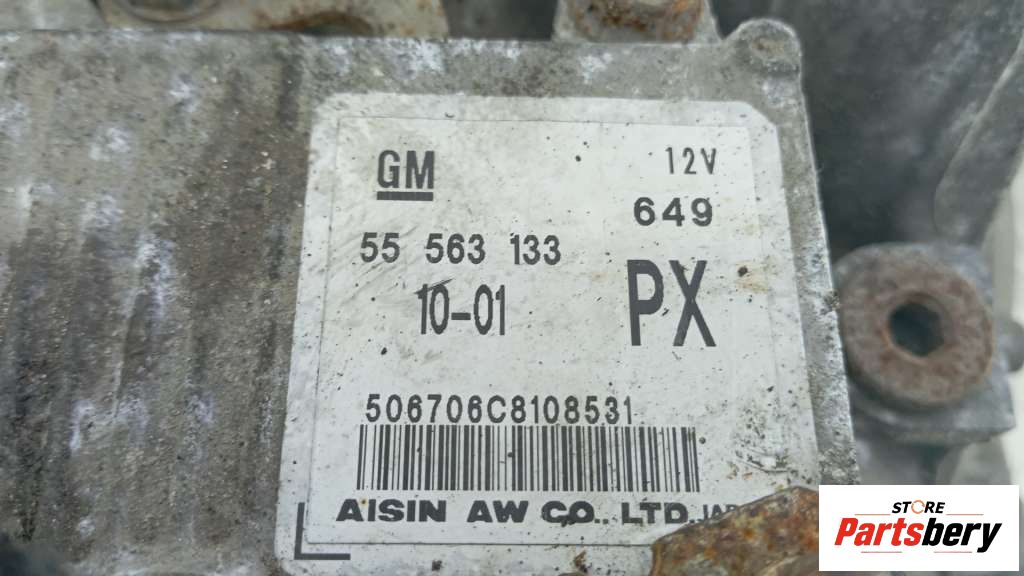 GM 12V
649
55 563 133
PX
10-01
506706C8108531
AISIN AW CO., LTD.
STORE
Partsbery